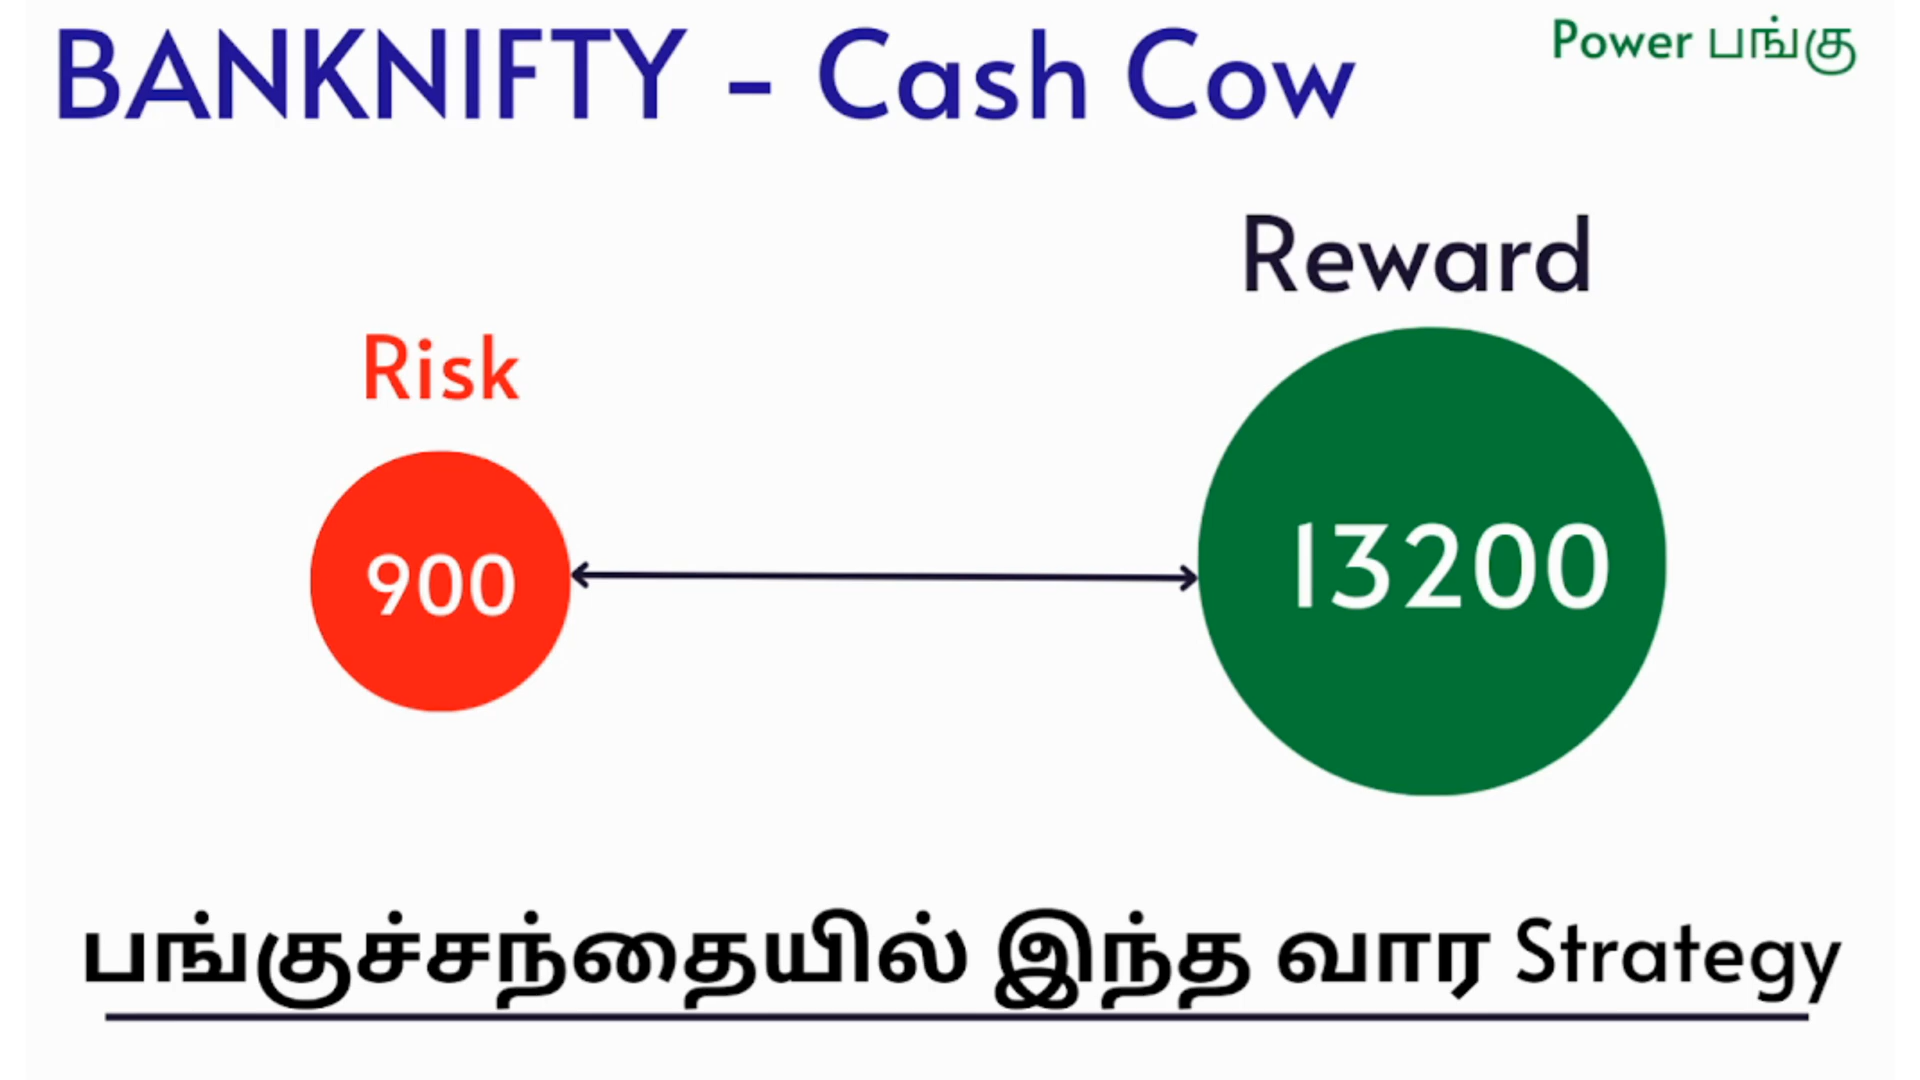 BANKNIFTY - Cash Cow
Power பங்கு
Reward
Risk
900
13200
பங்குச்சந்தையில் இந்த வார Strategy